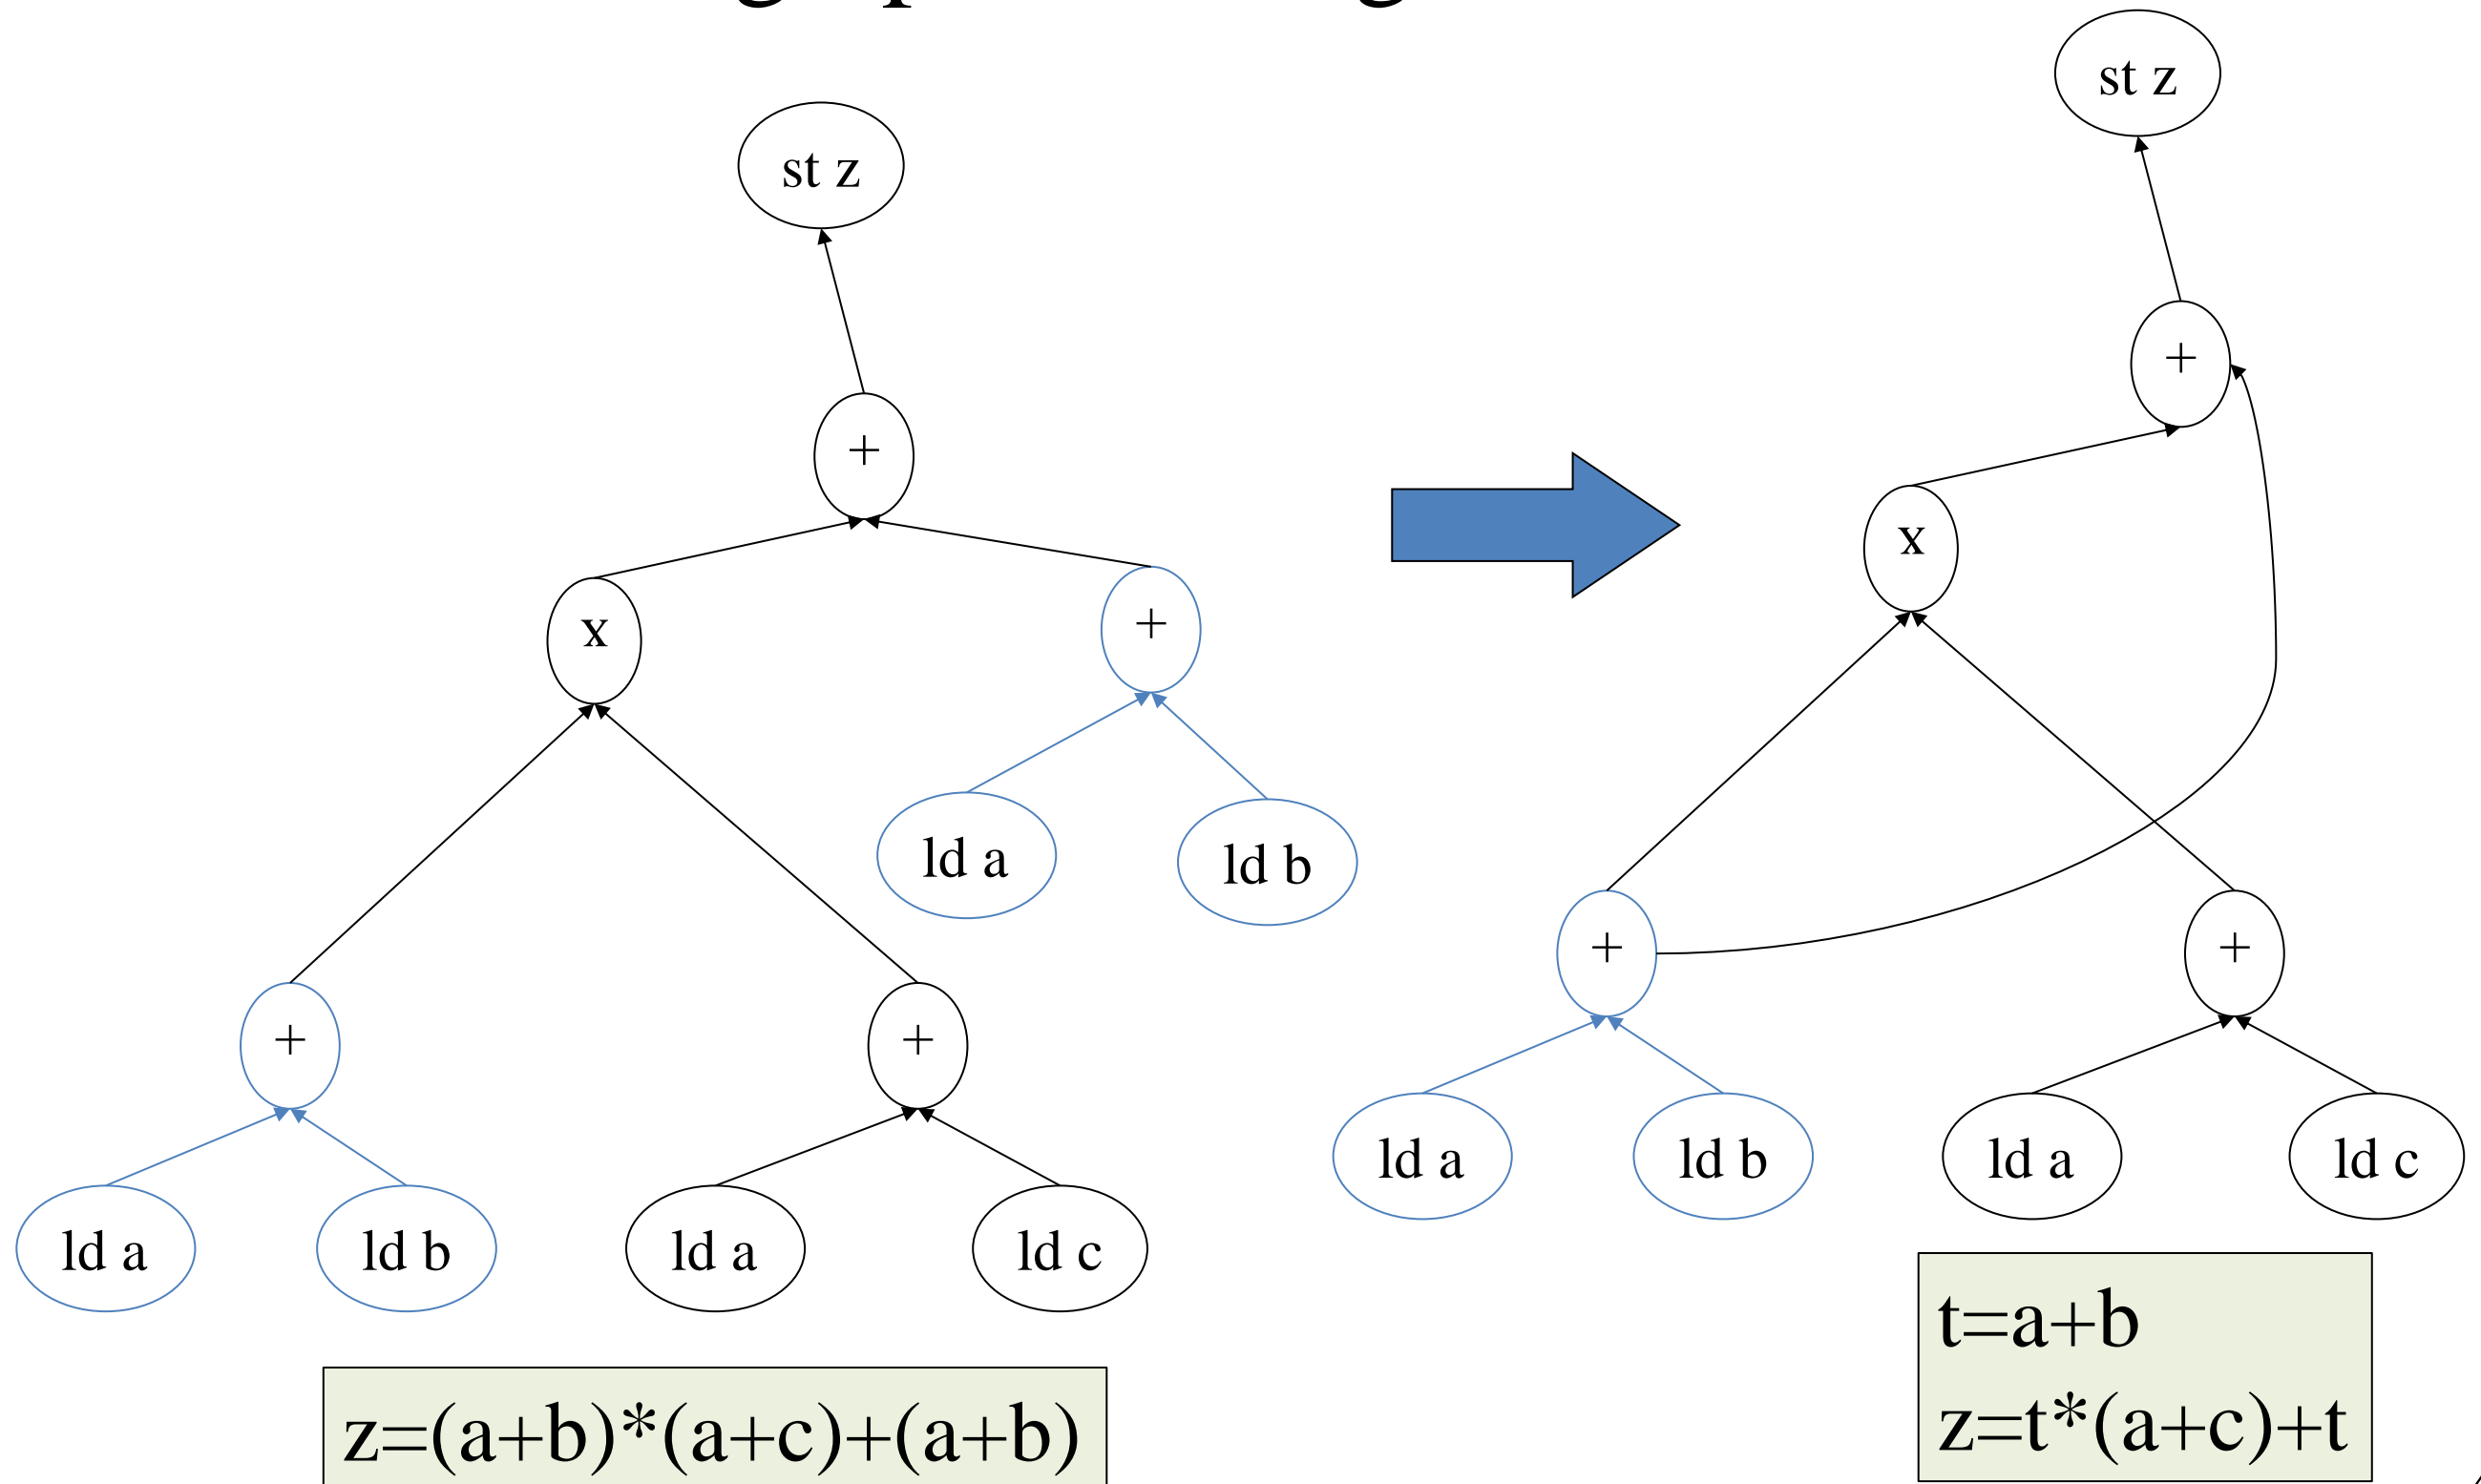 st z
+
x
+
ld a
ld b
+
+
ld a
ld b
ld a
ld c
z=(a+b)*(a+c)+(a+b)
st z
+
x
+
+
ld a
ld b
ld a
ld c
t=a+b
z=t*(a+c)+t